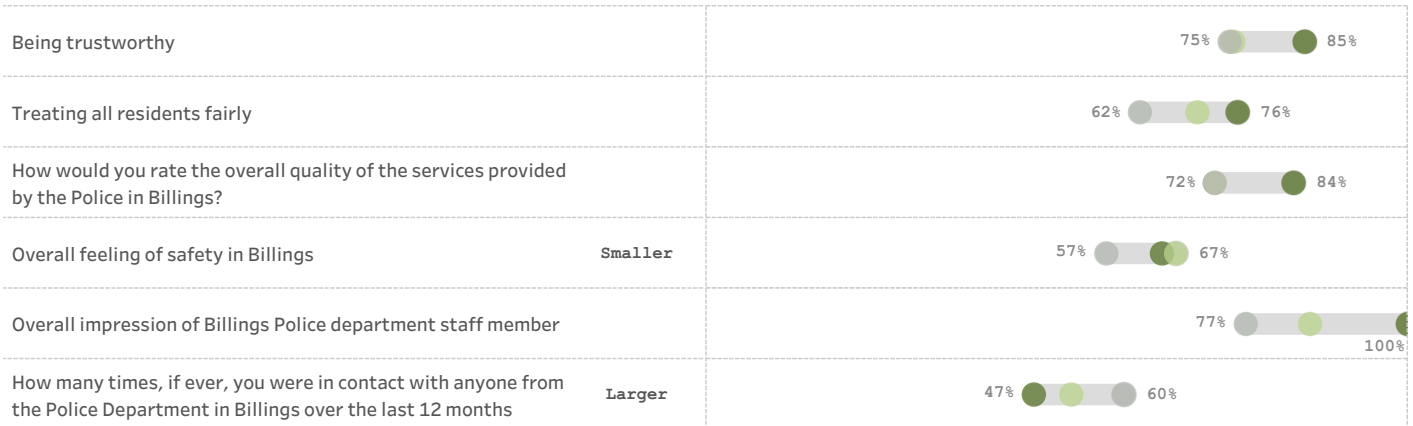 Being trustworthy
75% 85%
Treating all residents fairly
62% 76%
How would you rate the overall quality of the services provided
by the Police in Billings?
72% 84%
Overall feeling of safety in Billings
Smaller
57% 67%
Overall impression of Billings Police department staff member
77%
100%
How many times, if ever, you were in contact with anyone from
the Police Department in Billings over the last 12 months
Larger
47% 60%